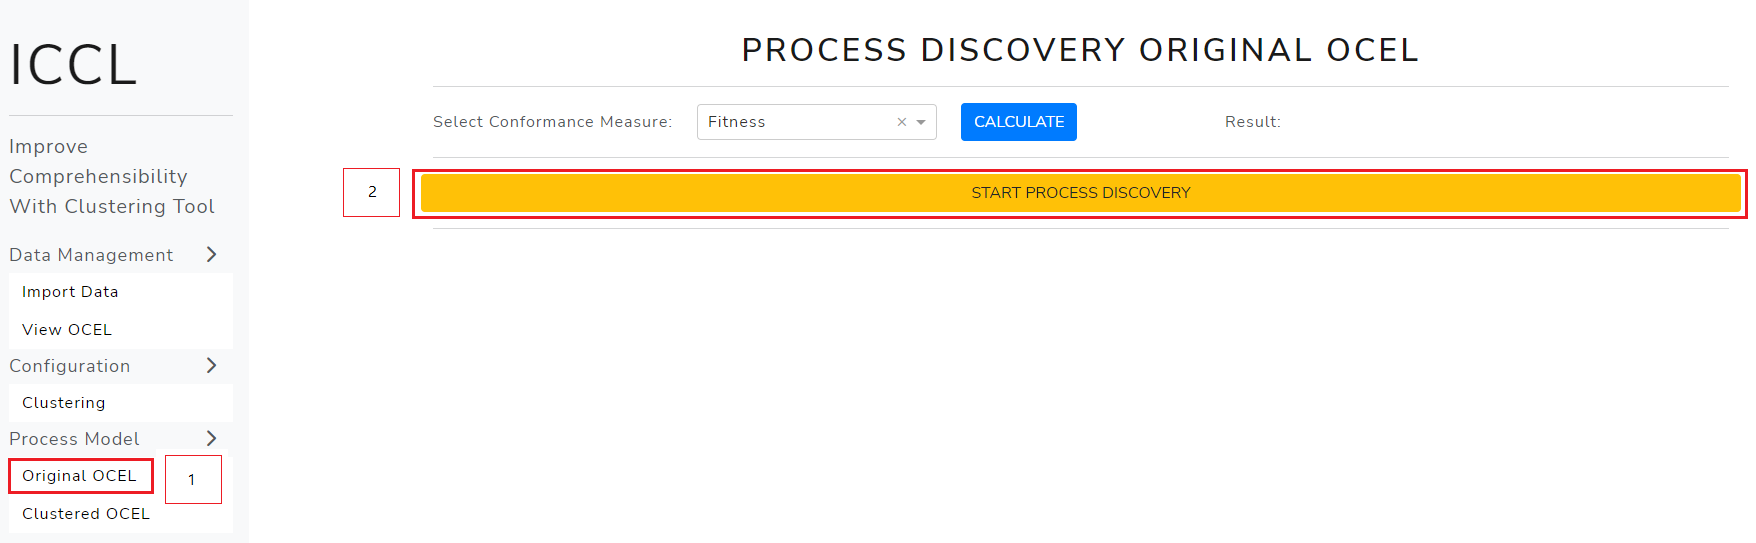 ICCL
Improve
Comprehensibility
With Clustering Tool
Data Management
Import Data
View OCEL
Configuration
Clustering
Process Model
Original OCEL
1
Clustered OCEL
PROCESS DISCOVERY ORIGINAL OCEL
Select Conformance Measure: Fitness × CALCULATE Result:
2
START PROCESS DISCOVERY